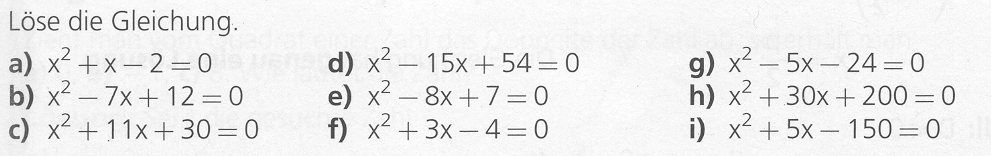 Löse die Gleichung.
a) x² + x − 2 = 0
b) x² − 7x + 12 = 0
c) x² + 11x + 30 = 0
d) x² − 15x + 54 = 0
e) x² − 8x + 7 = 0
f) x² + 3x − 4 = 0
g) x² − 5x − 24 = 0
h) x² + 30x + 200 = 0
i) x² + 5x − 150 = 0